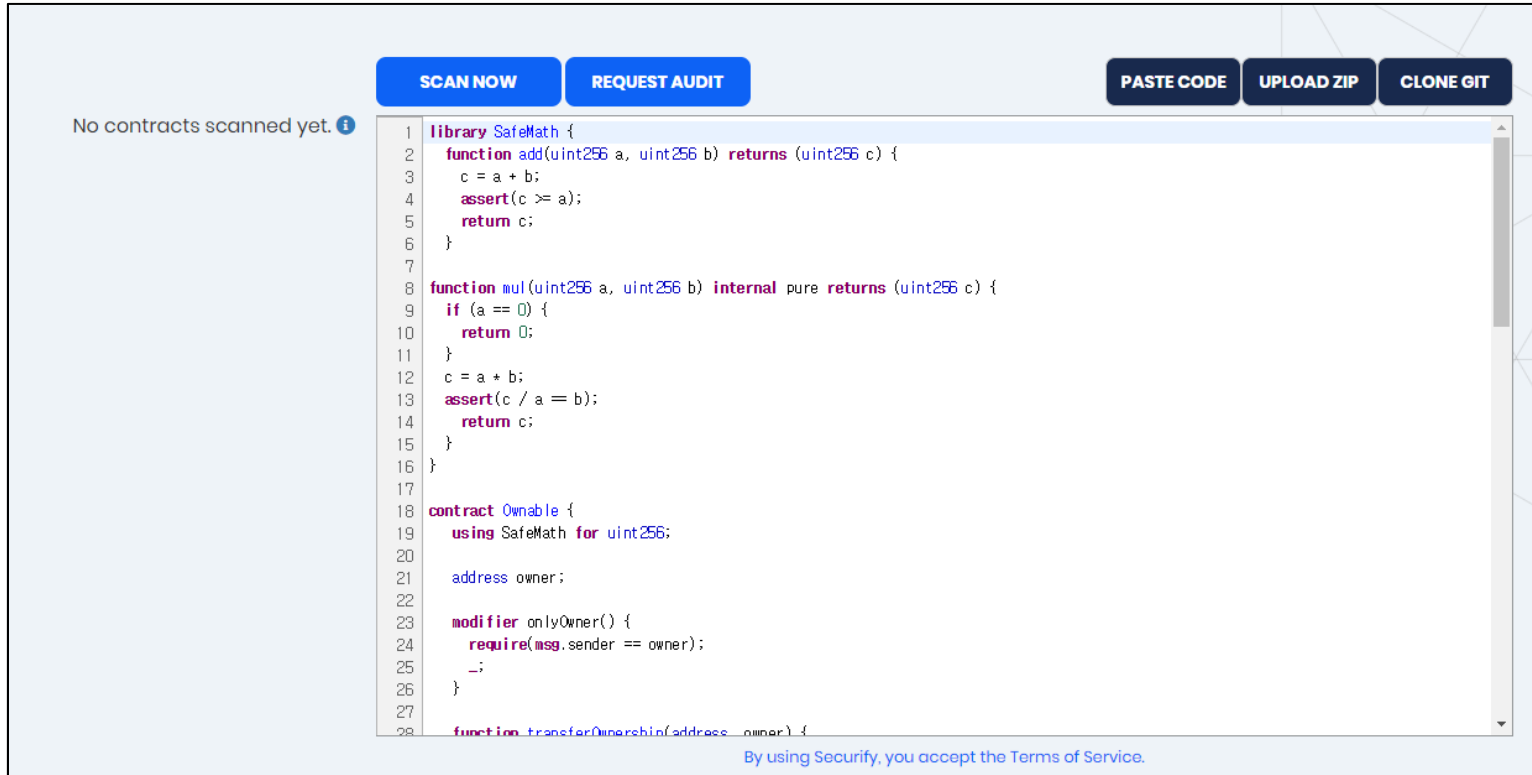 SCAN NOW REQUEST AUDIT PASTE CODE UPLOAD ZIP CLONE GIT
No contracts scanned yet.
1 library SafeMath {
2 function add(uint256 a, uint256 b) returns (uint256 c) {
3 c = a + b;
4 assert(c >= a);
5 return c;
6 }
7
8 function mul(uint256 a, uint256 b) internal pure returns (uint256 c) {
9 if (a == 0) {
10 return 0;
11 }
12 c = a * b;
13 assert(c / a == b);
14 return c;
15 }
16 }
17
18 contract Ownable {
19 using SafeMath for uint256;
20
21 address owner;
22
23 modifier onlyOwner() {
24 require(msg.sender == owner);
25 _;
26 }
27
28 function transferOwnership(address owner) {
By using Securify, you accept the Terms of Service.